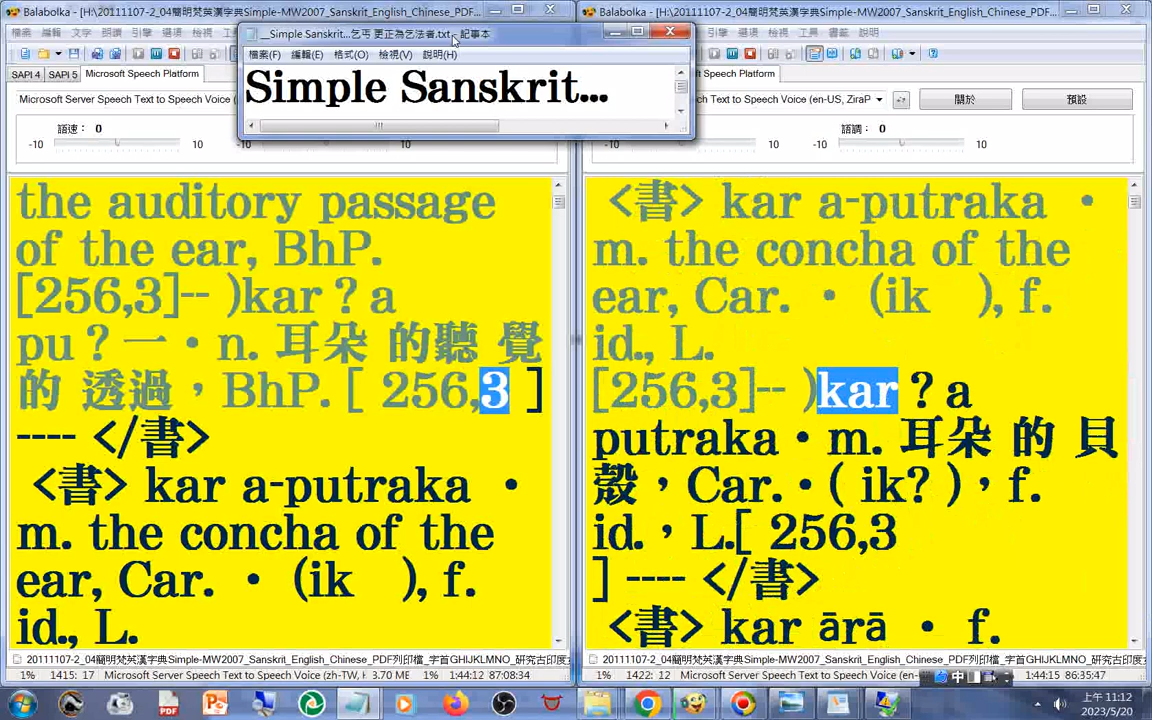 Balabolka - [H:\20111107-2_04簡明梵英漢字典Simple-MW2007_Sanskrit_English_Chinese_PDF...
Balabolka - [H:\20111107-2_04簡明梵英漢字典Simple-MW2007_Sanskrit_English_Chinese_PDF...
__Simple Sanskrit...乞丐 更正為乞法者.txt - 記事本
檔案(F) 編輯(E) 格式(O) 檢視(V) 說明(H)
Simple Sanskrit...
SAPI 4 SAPI 5 Microsoft Speech Platform
Speech Platform
Microsoft Server Speech Text to Speech Voice (
ch Text to Speech Voice (en-US, ZiraP
關於
預設
語速： 0
-10
10
10
語調： 0
-10
10
-10
10
the auditory passage
of the ear, BhP.
[256,3]-- )kar？a
pu？一・n. 耳朵 的聽 覺
的 透過，BhP. [ 256,3 ]
---- </書>
<書> kar a-putraka ・
m. the concha of the
ear, Car. ・ (ik ), f.
id., L.
<書> kar a-putraka ・
m. the concha of the
ear, Car. ・ (ik ), f.
id., L.
[256,3]-- )kar？a
putraka・m. 耳朵 的 貝
殼，Car.・( ik? )，f.
id.，L.[ 256,3
] ---- </書>
<書> kar ārā ・ f.
20111107-2_04簡明梵英漢字典Simple-MW2007_Sanskrit_English_Chinese_PDF列印檔_字首GHIJKLMNO_研究古印度
20111107-2_04簡明梵英漢字典Simple-MW2007_Sanskrit_English_Chinese_PDF列印檔_字首GHIJKLMNO_研究古印度
1% 1415: 17 Microsoft Server Speech Text to Speech Voice (zh-TW, H 3.70 ME 1% 1:44:12 87:08:34
1% 1422: 12 Microsoft Server Speech Text to Speech 1:44:15 86:35:47
中
上午 11:12
2023/5/20